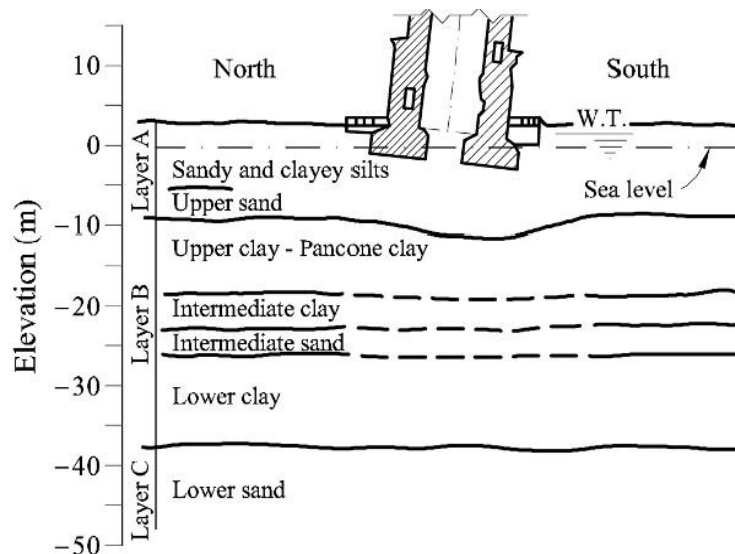 10
0
−10
−20
−30
−40
−50
Elevation (m)
Layer A
Layer B
Layer C
North
South
W.T.
Sea level
Sandy and clayey silts
Upper sand
Upper clay - Pancone clay
Intermediate clay
Intermediate sand
Lower clay
Lower sand